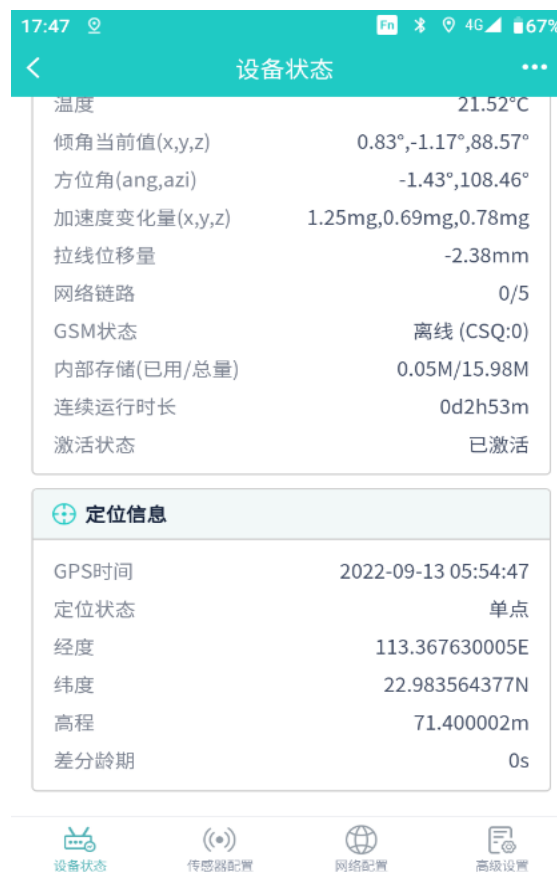 17:47 Fn 4G 67%
设备状态
温度 21.52°C
倾角当前值(x,y,z) 0.83°,-1.17°,88.57°
方位角(ang,azi) -1.43°,108.46°
加速度变化量(x,y,z) 1.25mg,0.69mg,0.78mg
拉线位移量 -2.38mm
网络链路 0/5
GSM状态 离线 (CSQ:0)
内部存储(已用/总量) 0.05M/15.98M
连续运行时长 0d2h53m
激活状态 已激活
定位信息
GPS时间 2022-09-13 05:54:47
定位状态 单点
经度 113.367630005E
纬度 22.983564377N
高程 71.400002m
差分龄期 0s
设备状态 传感器配置 网络配置 高级设置